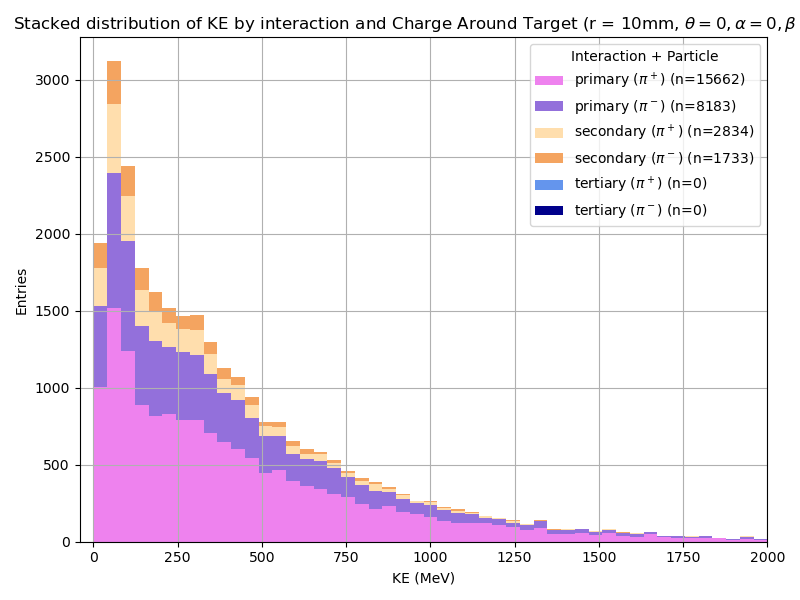 Stacked distribution of KE by interaction and Charge Around Target (r = 10mm, θ = 0, α = 0, β
Interaction + Particle
primary (π⁺) (n=15662)
primary (π⁻) (n=8183)
secondary (π⁺) (n=2834)
secondary (π⁻) (n=1733)
tertiary (π⁺) (n=0)
tertiary (π⁻) (n=0)
Entries
3000
2500
2000
1500
1000
500
0
0 250 500 750 1000 1250 1500 1750 2000
KE (MeV)